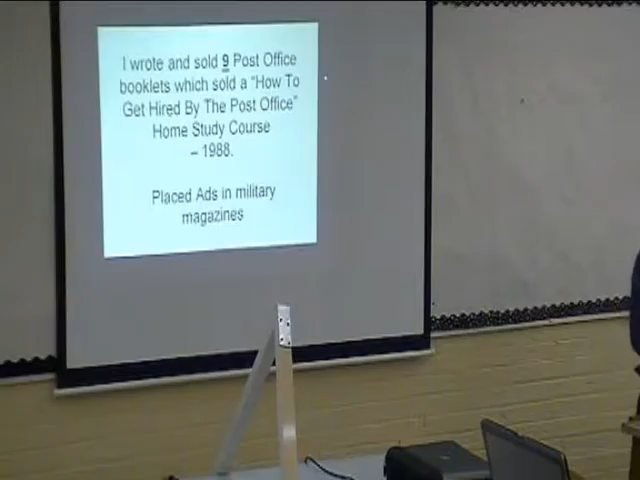 I wrote and sold 9 Post Office
booklets which sold a "How To
Get Hired By The Post Office"
Home Study Course
– 1988.
Placed Ads in military
magazines